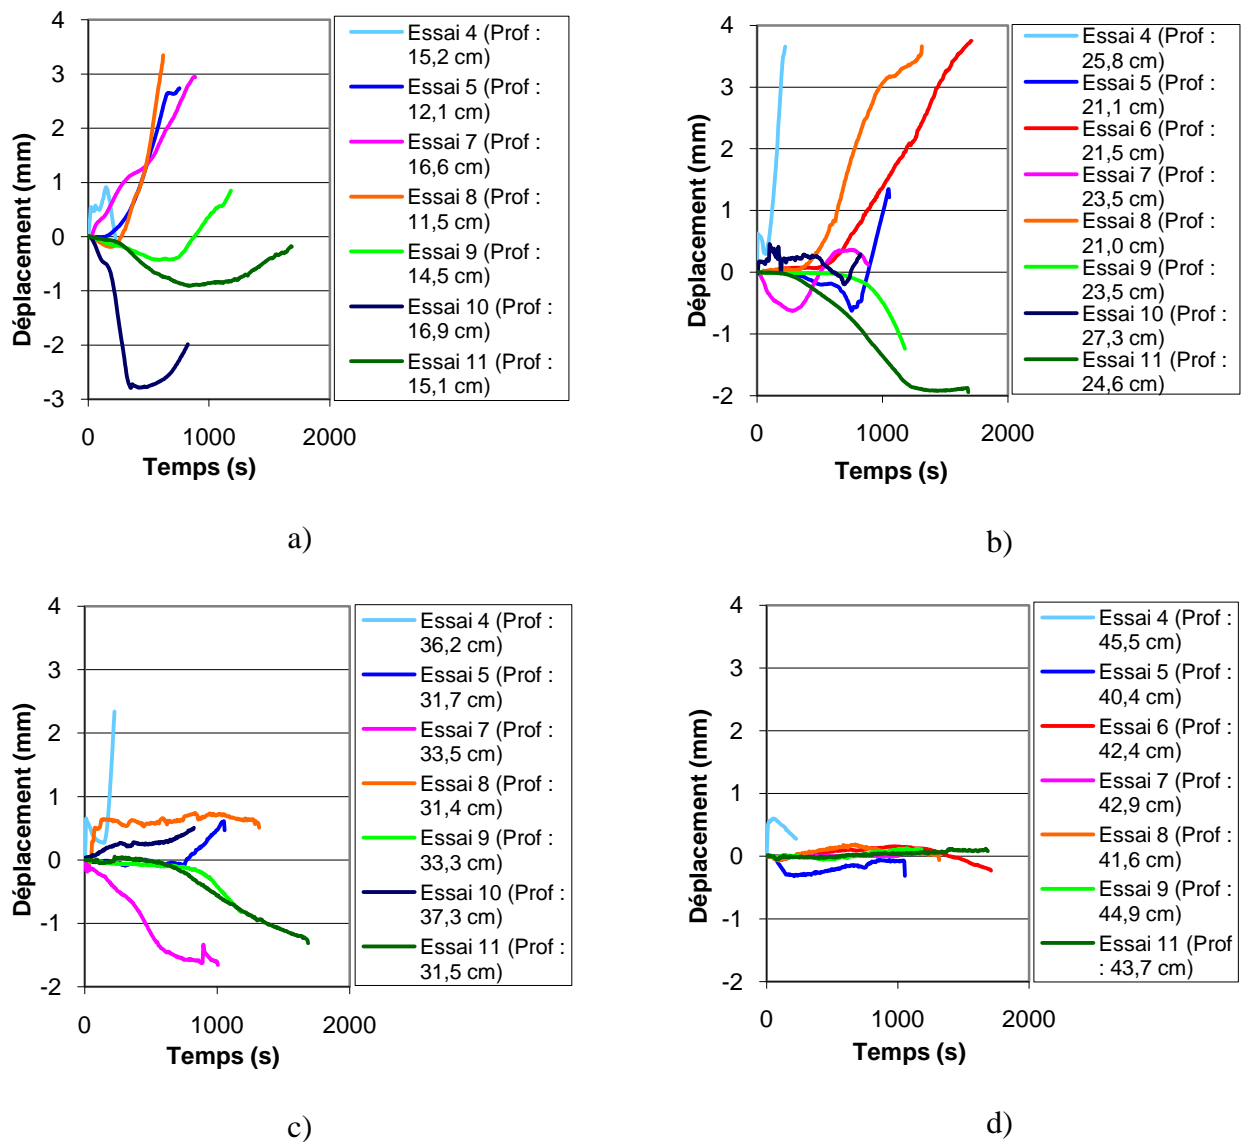 4
3
2
1
0
-1
-2
-3
Déplacement (mm)
0
1000
2000
Temps (s)
Essai 4 (Prof :
15,2 cm)
Essai 5 (Prof :
12,1 cm)
Essai 7 (Prof :
16,6 cm)
Essai 8 (Prof :
11,5 cm)
Essai 9 (Prof :
14,5 cm)
Essai 10 (Prof :
16,9 cm)
Essai 11 (Prof :
15,1 cm)
a)
4
3
2
1
0
-1
-2
Déplacement (mm)
0
1000
2000
Temps (s)
Essai 4 (Prof :
25,8 cm)
Essai 5 (Prof :
21,1 cm)
Essai 6 (Prof :
21,5 cm)
Essai 7 (Prof :
23,5 cm)
Essai 8 (Prof :
21,0 cm)
Essai 9 (Prof :
23,5 cm)
Essai 10 (Prof :
27,3 cm)
Essai 11 (Prof :
24,6 cm)
b)
4
3
2
1
0
-1
-2
Déplacement (mm)
0
1000
2000
Temps (s)
Essai 4 (Prof :
36,2 cm)
Essai 5 (Prof :
31,7 cm)
Essai 7 (Prof :
33,5 cm)
Essai 8 (Prof :
31,4 cm)
Essai 9 (Prof :
33,3 cm)
Essai 10 (Prof :
37,3 cm)
Essai 11 (Prof :
31,5 cm)
c)
4
3
2
1
0
-1
-2
Déplacement (mm)
0
1000
2000
Temps (s)
Essai 4 (Prof :
45,5 cm)
Essai 5 (Prof :
40,4 cm)
Essai 6 (Prof :
42,4 cm)
Essai 7 (Prof :
42,9 cm)
Essai 8 (Prof :
41,6 cm)
Essai 9 (Prof :
44,9 cm)
Essai 11 (Prof
: 43,7 cm)
d)